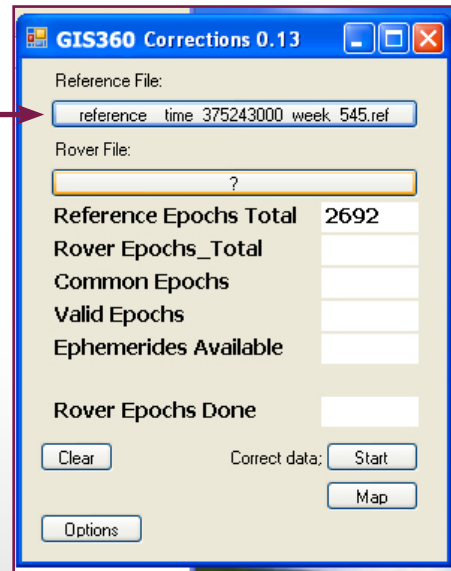 GIS360 Corrections 0.13
Reference File:
reference time 375243000 week 545.ref
Rover File:
?
Reference Epochs Total 2692
Rover Epochs_Total
Common Epochs
Valid Epochs
Ephemerides Available
Rover Epochs Done
Clear Correct data; Start
Map
Options